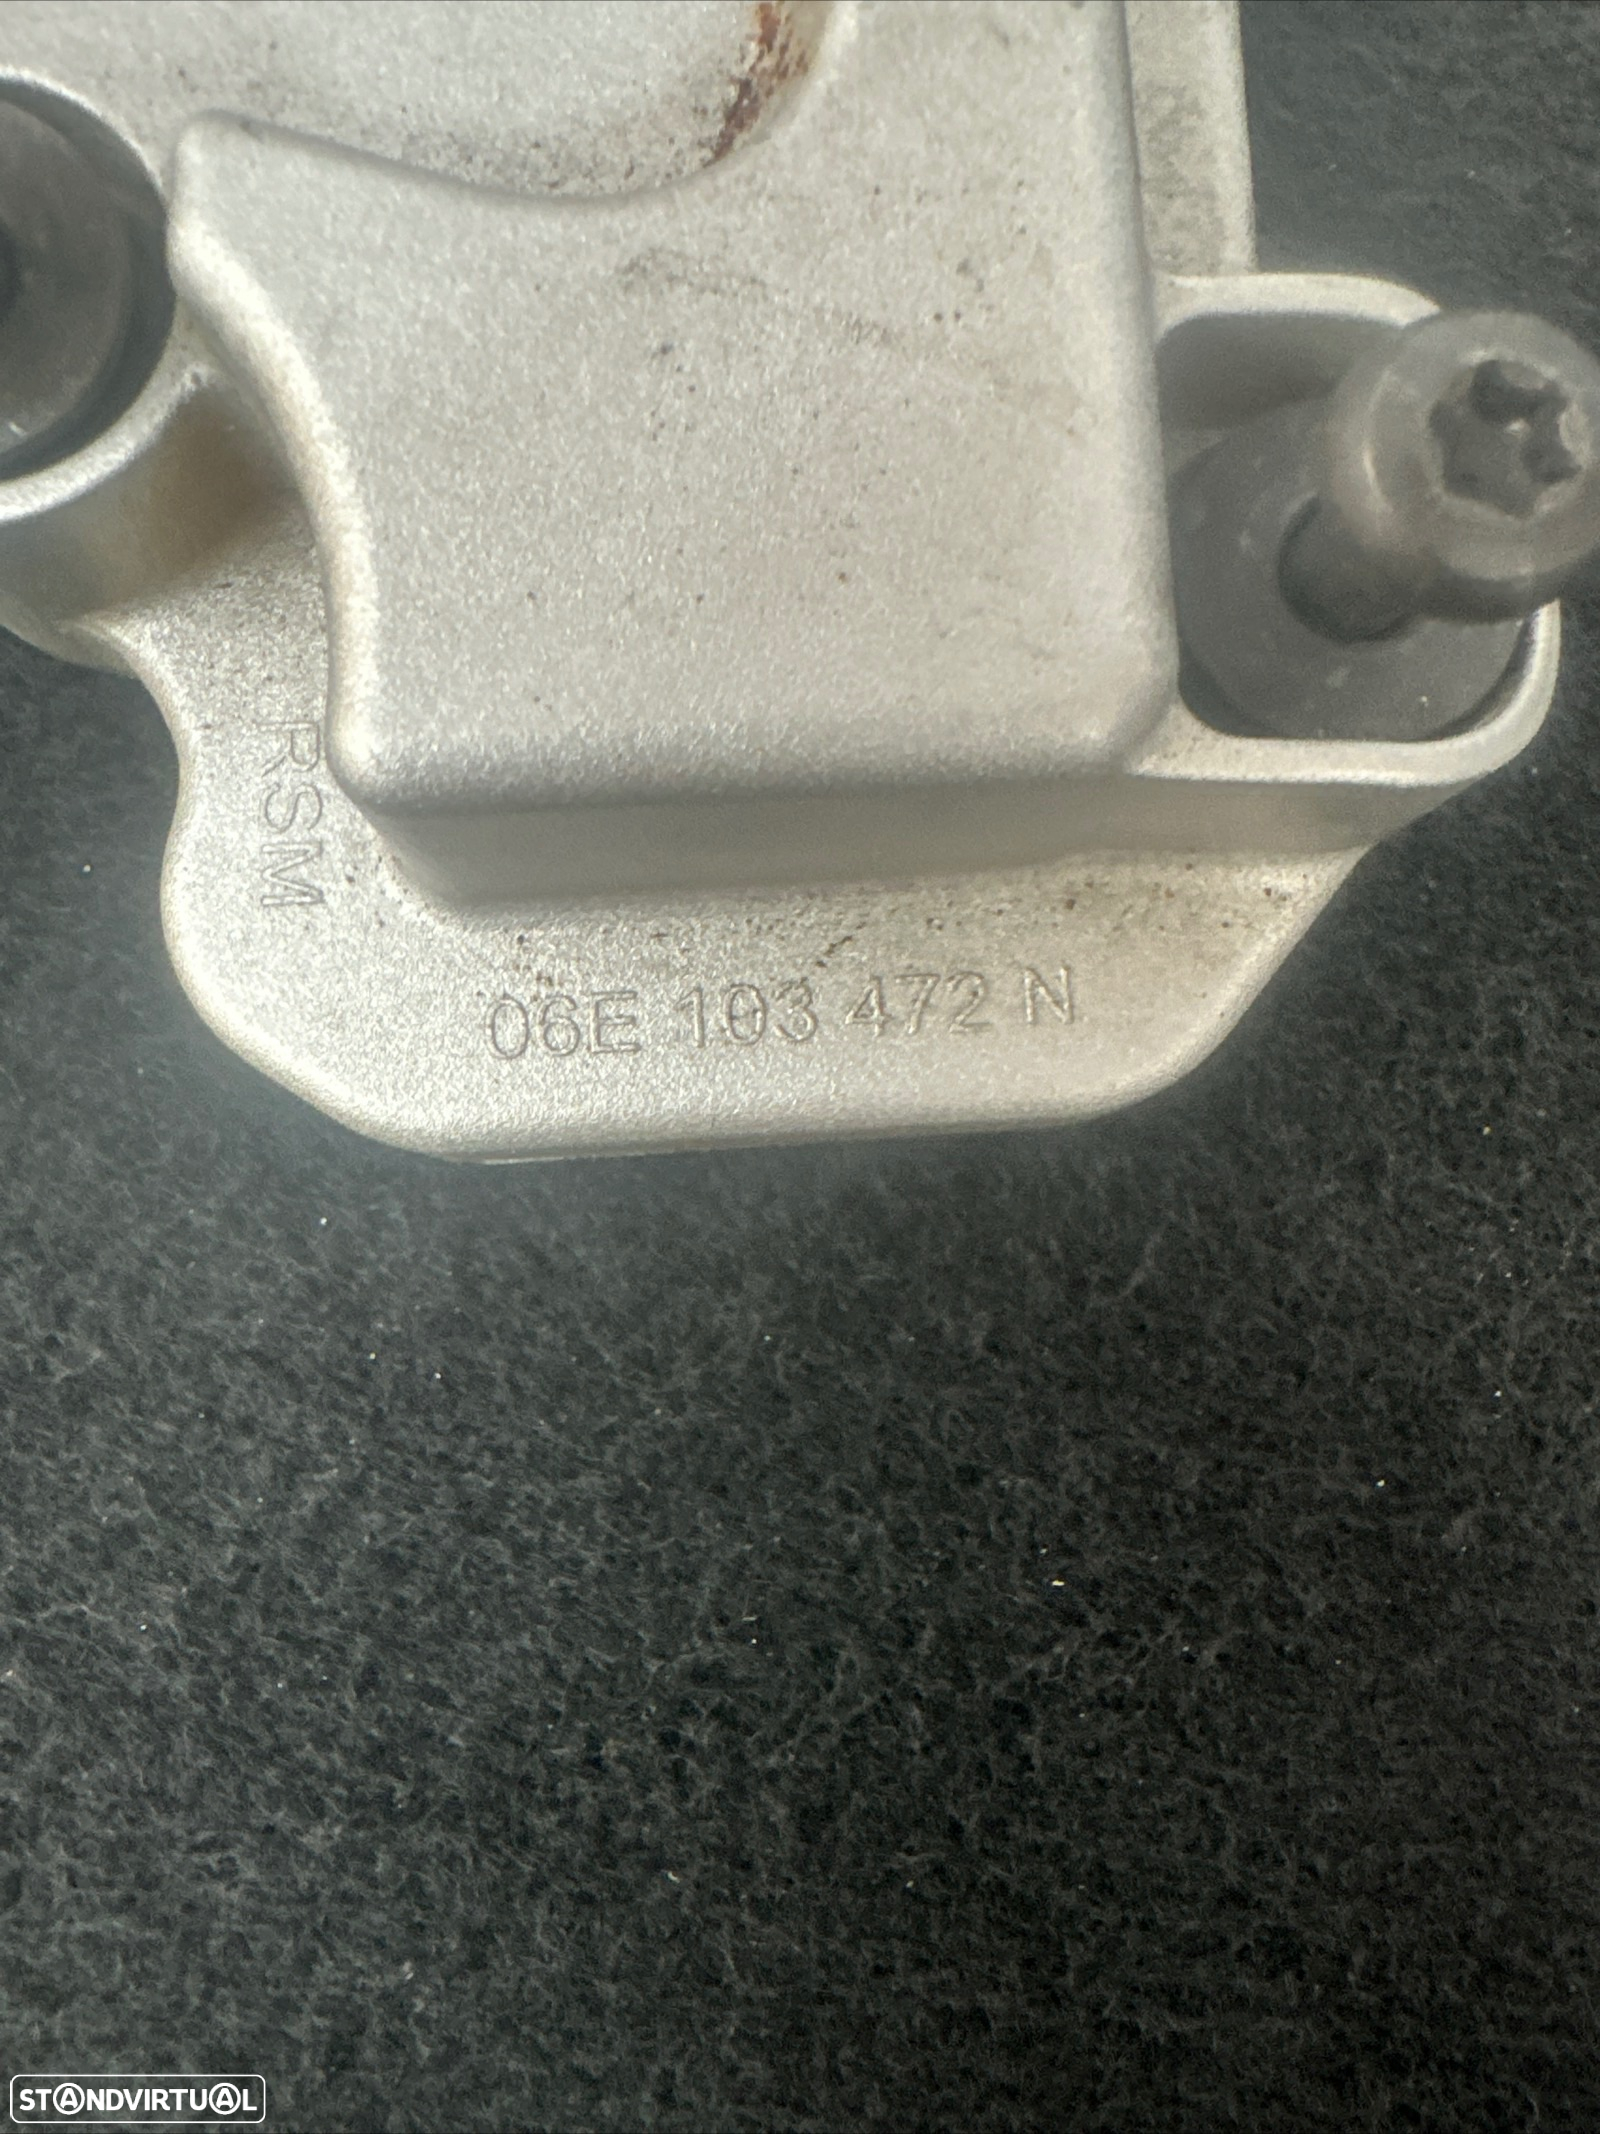 RSM
06E 103 472 N
STANDVIRTUAL